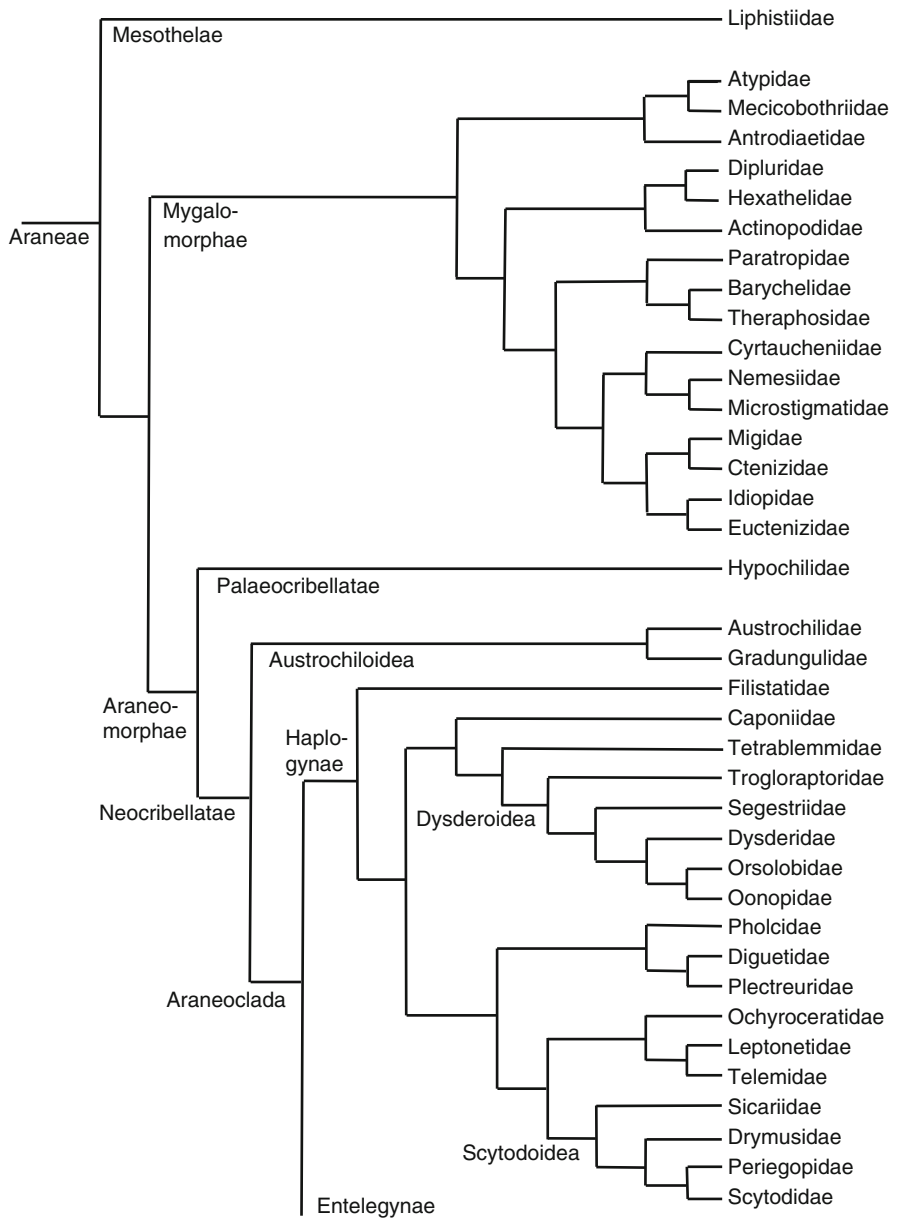 Liphistiidae
Mesothelae
Atypidae
Mecicobothriidae
Antrodiaetidae
Dipluridae
Hexathelidae
Mygalo-
morphae
Araneae
Actinopodidae
Paratropidae
Barychelidae
Theraphosidae
Cyrtaucheniidae
Nemesiidae
Microstigmatidae
Migidae
Ctenizidae
Idiopidae
Euctenizidae
Hypochilidae
Palaeocribellatae
Austrochilidae
Gradungulidae
Austrochiloidea
Filistatidae
Araneo-
morphae
Caponiidae
Haplo-
gynae
Tetrablemmidae
Trogloraptoridae
Segestriidae
Neocribellatae
Dysderoidea
Dysderidae
Orsolobidae
Oonopidae
Pholcidae
Diguetidae
Plectreuridae
Araneoclada
Ochyroceratidae
Leptonetidae
Telemidae
Sicariidae
Drymusidae
Scytodoidea
Periegopidae
Scytodidae
Entelegynae